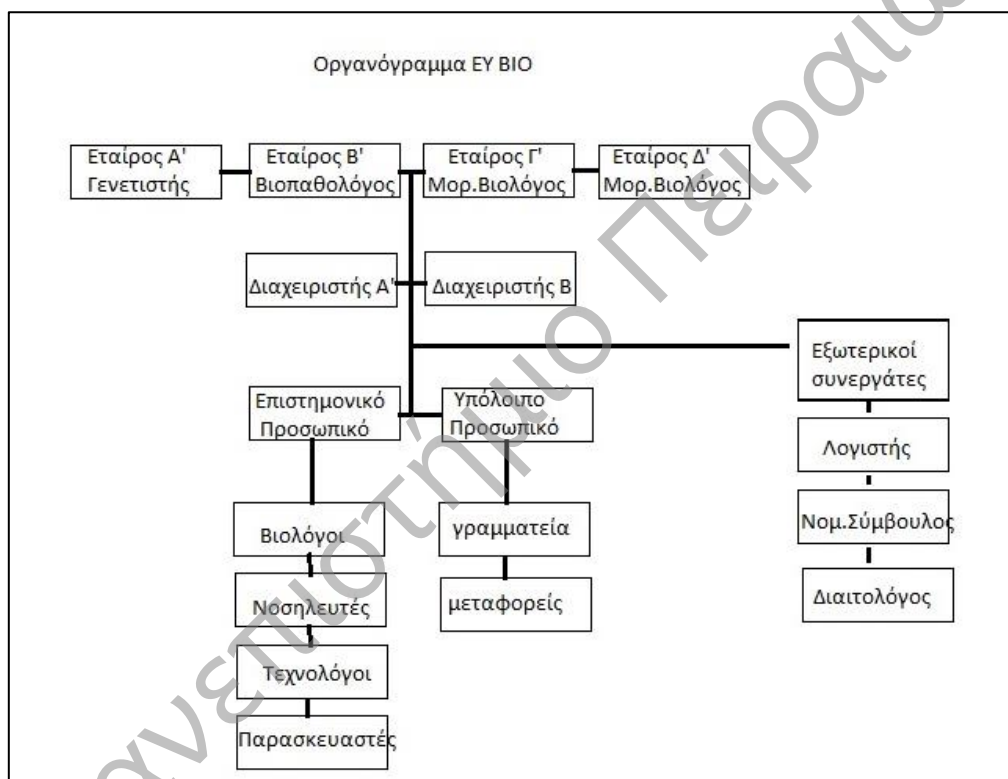 Οργανόγραμμα ΕΥ ΒΙΟ
Εταίρος Α'
Γενετιστής
Εταίρος Β'
Βιοπαθολόγος
Εταίρος Γ'
Μορ.Βιολόγος
Εταίρος Δ'
Μορ.Βιολόγος
Διαχειριστής Α'
Διαχειριστής Β
Εξωτερικοί
συνεργάτες
Επιστημονικό
Προσωπικό
Υπόλοιπο
Προσωπικό
Λογιστής
Βιολόγοι
γραμματεία
Νομ.Σύμβουλος
Νοσηλευτές
μεταφορείς
Διαιτολόγος
Τεχνολόγοι
Παρασκευαστές
Πανεπιστήμιο